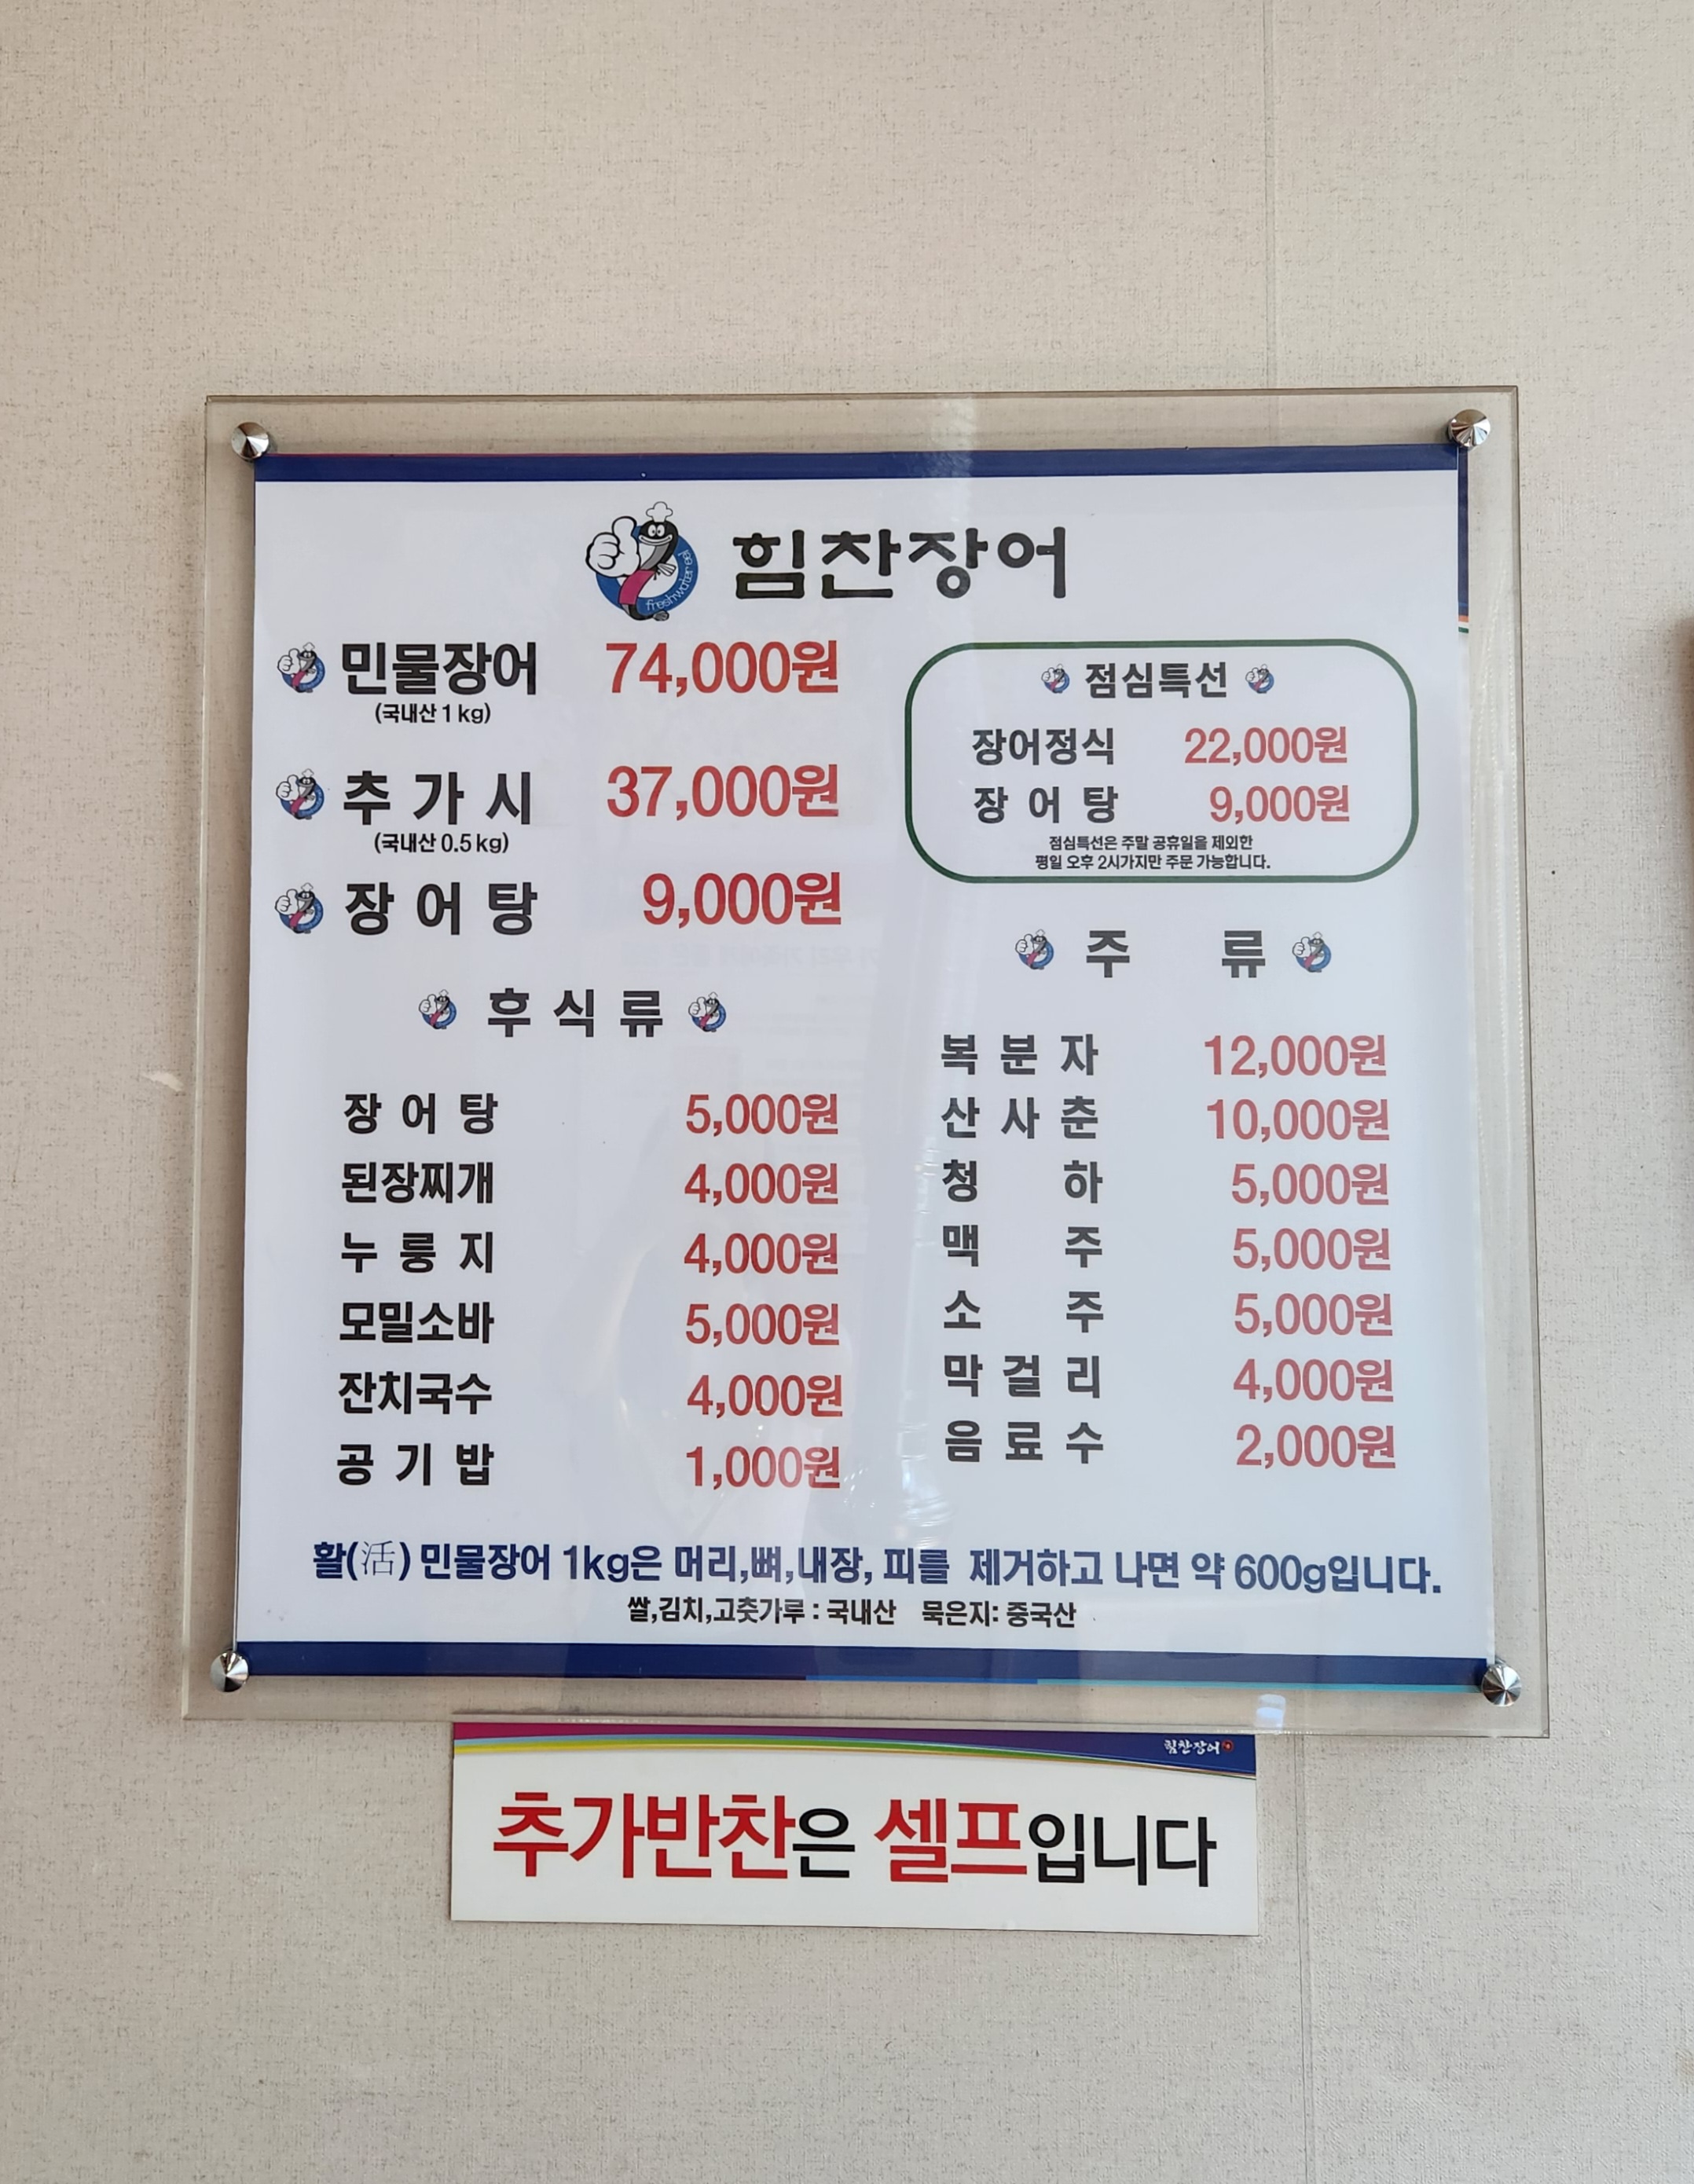 freshwater eel
힘찬장어
민물장어 74,000원
(국내산 1 kg)
추 가 시 37,000원
(국내산 0.5 kg)
장 어 탕 9,000원
후 식 류
장 어 탕 5,000원
된장찌개 4,000원
누 룽 지 4,000원
모밀소바 5,000원
잔치국수 4,000원
공 기 밥 1,000원
점심특선
장어정식 22,000원
장 어 탕 9,000원
점심특선은 주말 공휴일을 제외한
평일 오후 2시가지만 주문 가능합니다.
주 류
복 분 자 12,000원
산 사 춘 10,000원
청 하 5,000원
맥 주 5,000원
소 주 5,000원
막 걸 리 4,000원
음 료 수 2,000원
활(活) 민물장어 1kg은 머리,뼈,내장, 피를 제거하고 나면 약 600g입니다.
쌀,김치,고춧가루 : 국내산 묵은지: 중국산
힘찬장어
추가반찬은 셀프입니다